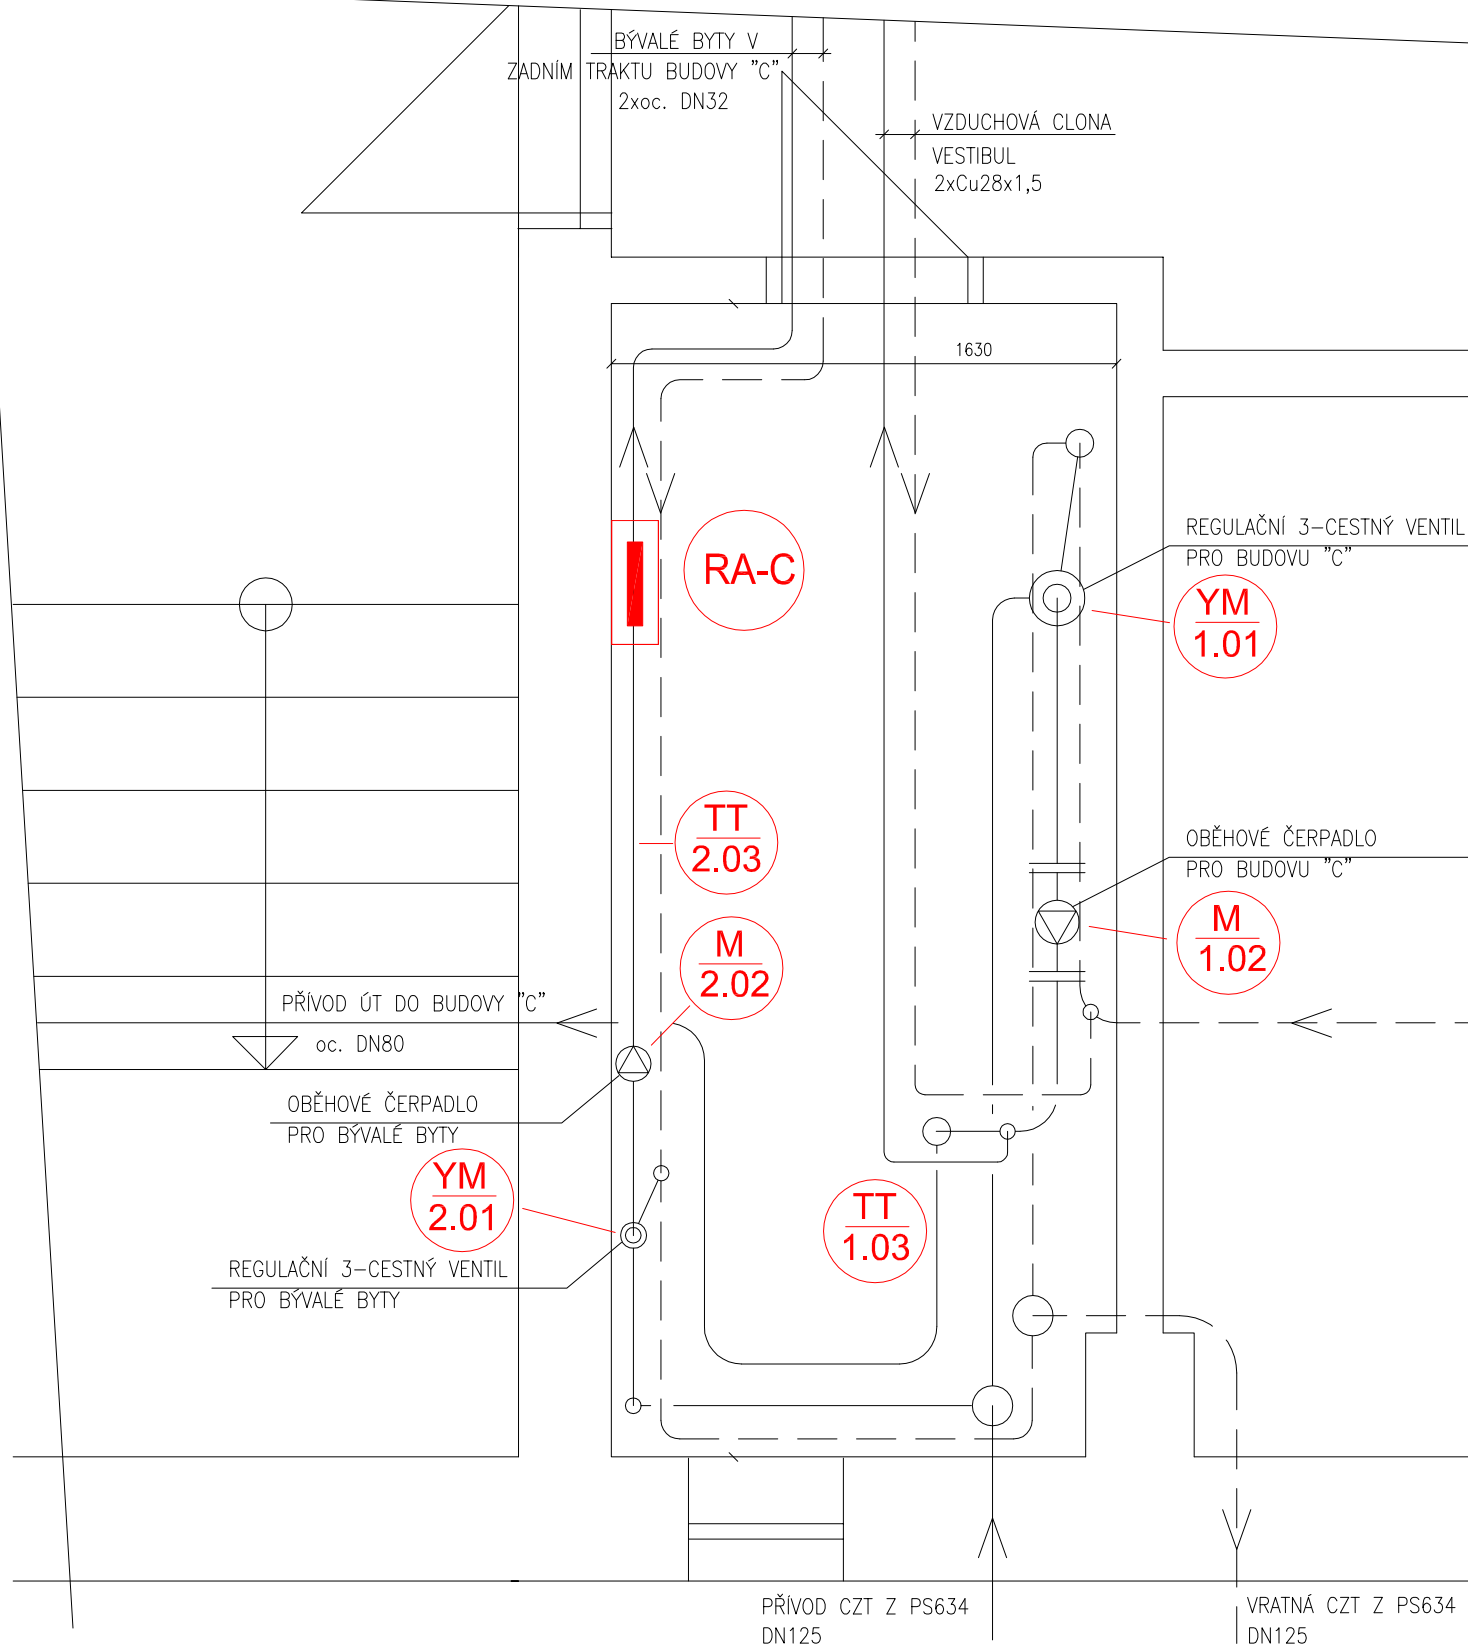 BÝVALÉ BYTY V
ZADNÍM TRAKTU BUDOVY "C"
2xoc. DN32
VZDUCHOVÁ CLONA
VESTIBUL
2xCu28x1,5
1630
REGULAČNÍ 3-CESTNÝ VENTIL
PRO BUDOVU "C"
RA-C
YM
1.01
TT
2.03
OBĚHOVÉ ČERPADLO
PRO BUDOVU "C"
M
1.02
M
2.02
PŘÍVOD ÚT DO BUDOVY "C"
oc. DN80
OBĚHOVÉ ČERPADLO
PRO BÝVALÉ BYTY
YM
2.01
TT
1.03
REGULAČNÍ 3-CESTNÝ VENTIL
PRO BÝVALÉ BYTY
PŘÍVOD CZT Z PS634
DN125
VRATNÁ CZT Z PS634
DN125